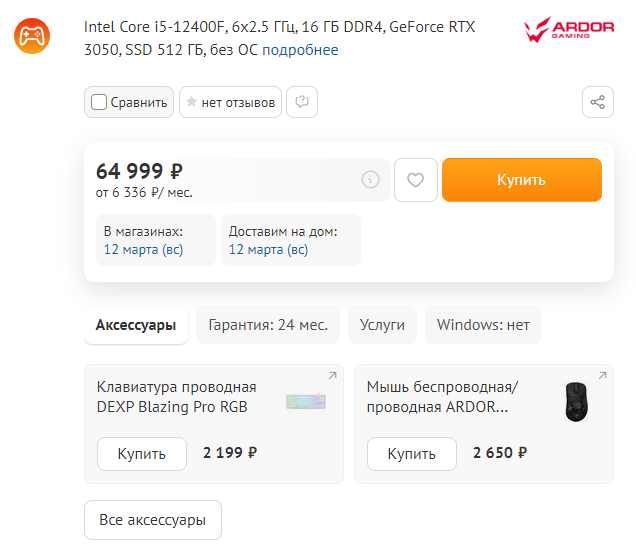 Intel Core i5-12400F, 6x2.5 ГГц, 16 ГБ DDR4, GeForce RTX
3050, SSD 512 ГБ, без ОС подробнее
ARDOR
GAMING
Сравнить
нет отзывов
64 999 ₽
от 6 336 ₽/ мес.
Купить
В магазинах:
12 марта (вс)
Доставим на дом:
12 марта (вс)
Аксессуары
Гарантия: 24 мес.
Услуги
Windows: нет
Клавиатура проводная
DEXP Blazing Pro RGB
Купить
2 199 ₽
Мышь беспроводная/
проводная ARDOR...
Купить
2 650 ₽
Все аксессуары